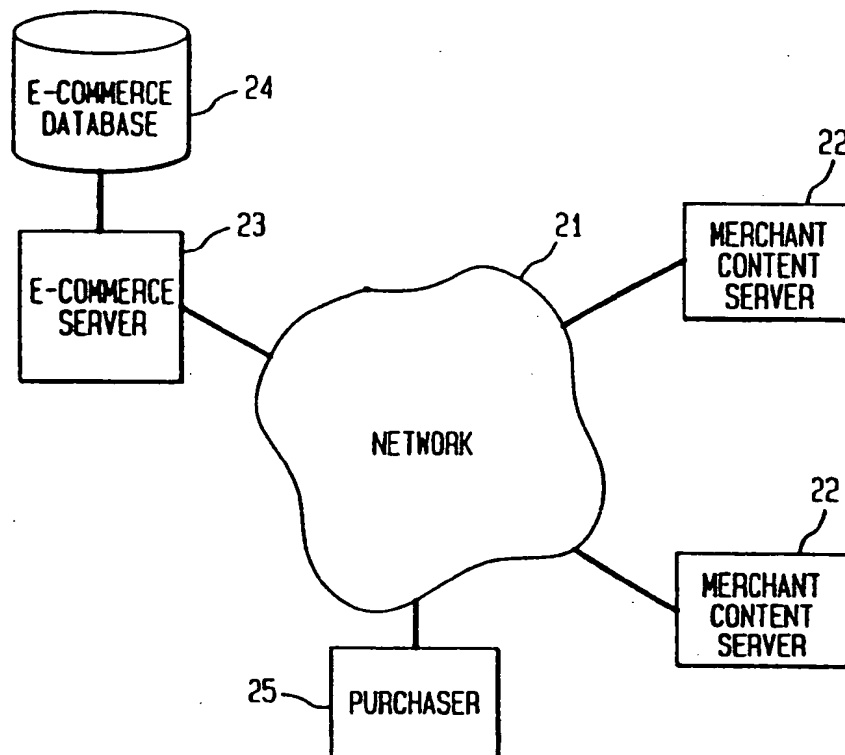 E-COMMERCE
DATABASE
24
23
E-COMMERCE
SERVER
21
NETWORK
22
MERCHANT
CONTENT
SERVER
22
MERCHANT
CONTENT
SERVER
25
PURCHASER